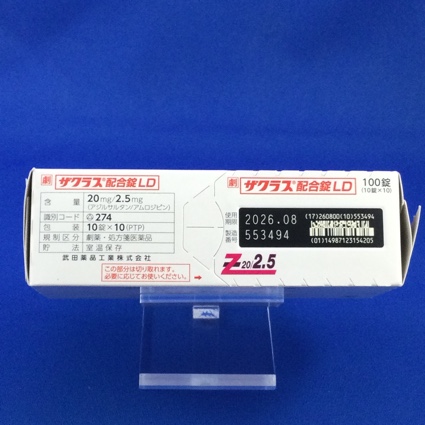 劇 ザクラス®配合錠LD
含量 20mg/2.5mg
(アジルサルタン/アムロジピン)
識別コード 274
包装 10錠×10(PTP)
規制区分 劇薬・処方箋医薬品
貯法 室温保存
武田薬品工業株式会社
この部分は切り取れます。
必要に応じてお使いください。
劇 ザクラス®配合錠LD 100錠
(10錠×10)
使用期限 2026.08
製造番号 553494
(17)260800(10)553494
(01)14987123154205
Z20/2.5